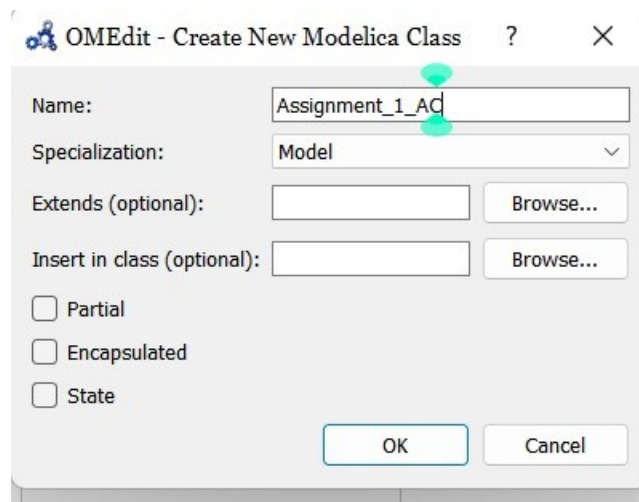 OMEdit - Create New Modelica Class ? X
Name: Assignment_1_AC
Specialization: Model
Extends (optional): Browse...
Insert in class (optional): Browse...
Partial
Encapsulated
State
OK Cancel